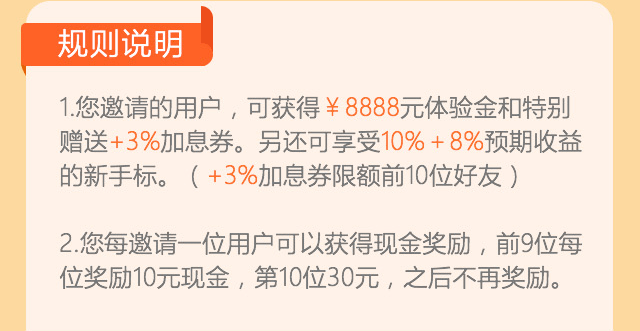 规则说明
1.您邀请的用户，可获得￥8888元体验金和特别
赠送+3%加息券。另还可享受10%+8%预期收益
的新手标。（+3%加息券限额前10位好友）
2.您每邀请一位用户可以获得现金奖励，前9位每
位奖励10元现金，第10位30元，之后不再奖励。